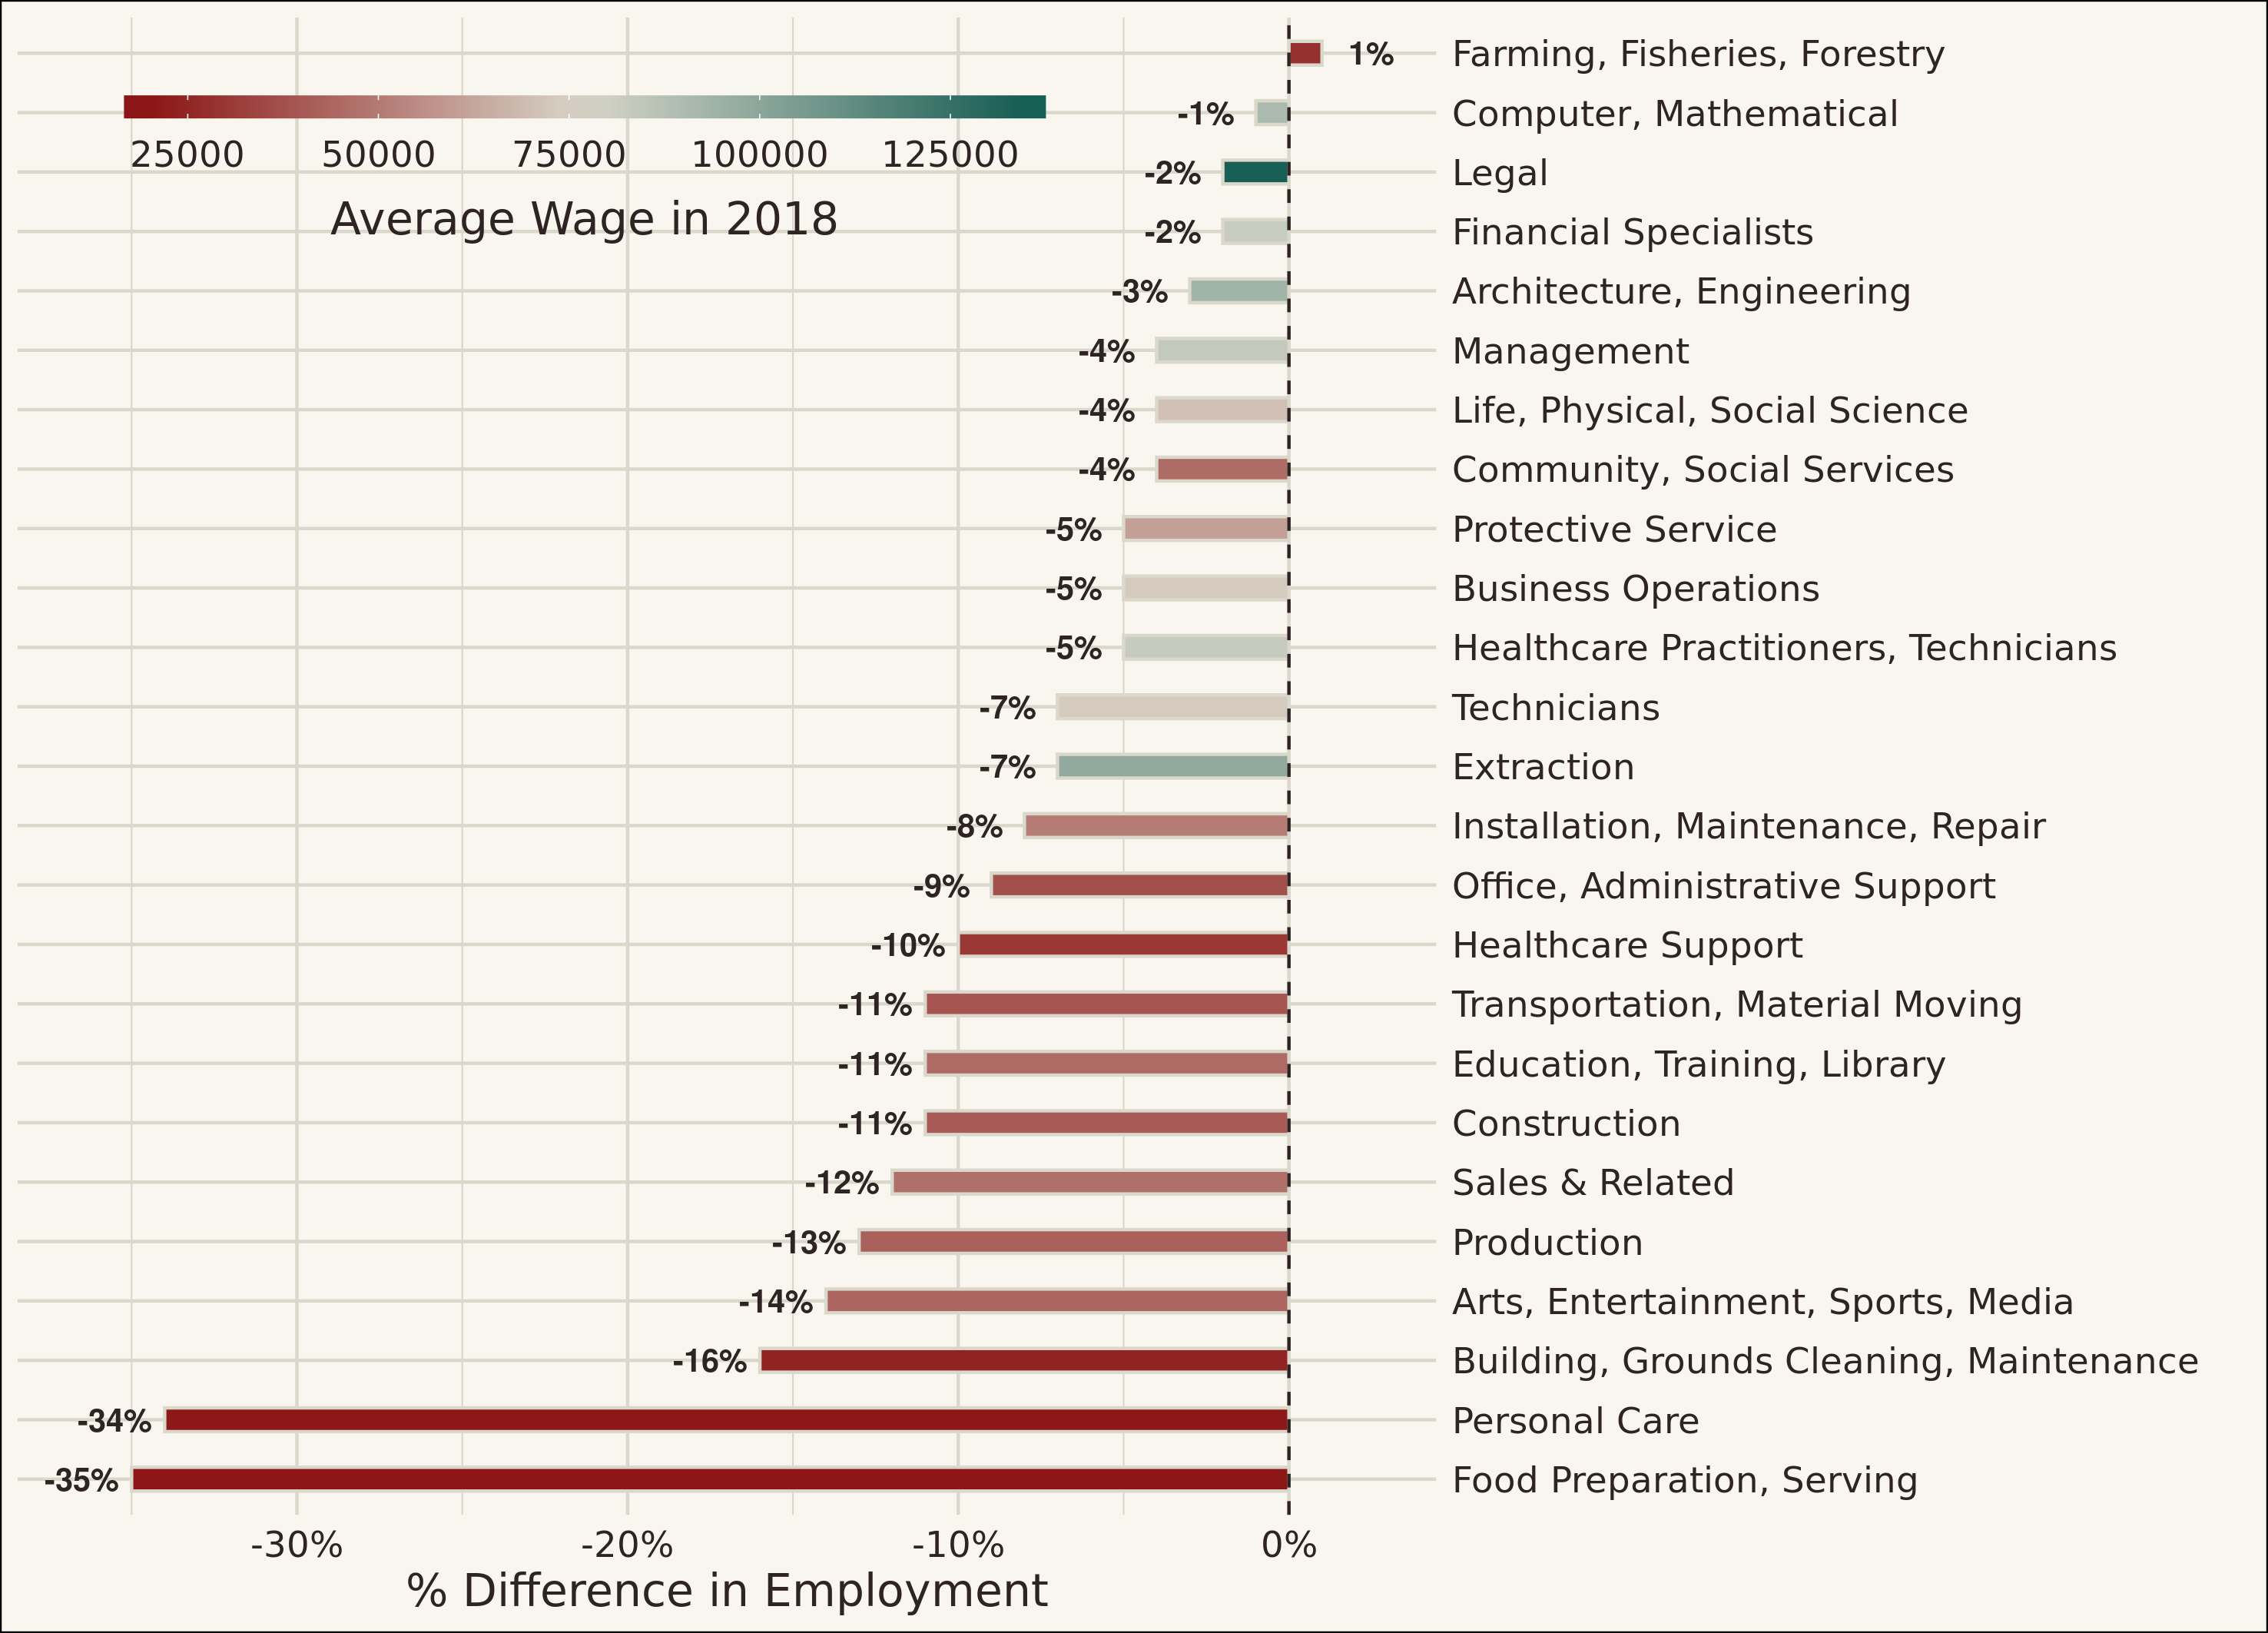 1% Farming, Fisheries, Forestry
-1% Computer, Mathematical
25000 50000 75000 100000 125000
-2% Legal
Average Wage in 2018
-2% Financial Specialists
-3% Architecture, Engineering
-4% Management
-4% Life, Physical, Social Science
-4% Community, Social Services
-5% Protective Service
-5% Business Operations
-5% Healthcare Practitioners, Technicians
-7% Technicians
-7% Extraction
-8% Installation, Maintenance, Repair
-9% Office, Administrative Support
-10% Healthcare Support
-11% Transportation, Material Moving
-11% Education, Training, Library
-11% Construction
-12% Sales & Related
-13% Production
-14% Arts, Entertainment, Sports, Media
-16% Building, Grounds Cleaning, Maintenance
-34% Personal Care
-35% Food Preparation, Serving
-30% -20% -10% 0%
% Difference in Employment